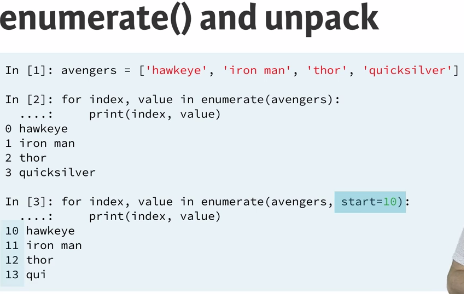 enumerate() and unpack
In [1]: avengers = ['hawkeye', 'iron man', 'thor', 'quicksilver']
In [2]: for index, value in enumerate(avengers):
....: print(index, value)
0 hawkeye
1 iron man
2 thor
3 quicksilver
In [3]: for index, value in enumerate(avengers, start=10):
....: print(index, value)
10 hawkeye
11 iron man
12 thor
13 qui